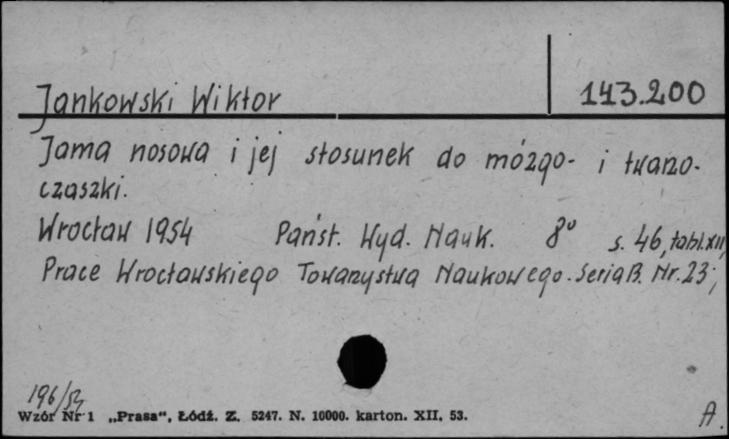 Jankowski Wiktor
143.200
Jama nosowa i jej stosunek do mózgo- i twarzo-
czaszki.
Wrocław 1954 Państ. Wyd. Nauk. 8° s. 46, tabl. XII,
Prace Wrocławskiego Towarzystwa Naukowego. Seria B. Nr. 23;
196/54
Wzór Nr 1 „Prasa“, Łódź. Z. 5247. N. 10000. karton. XII. 53.
A.